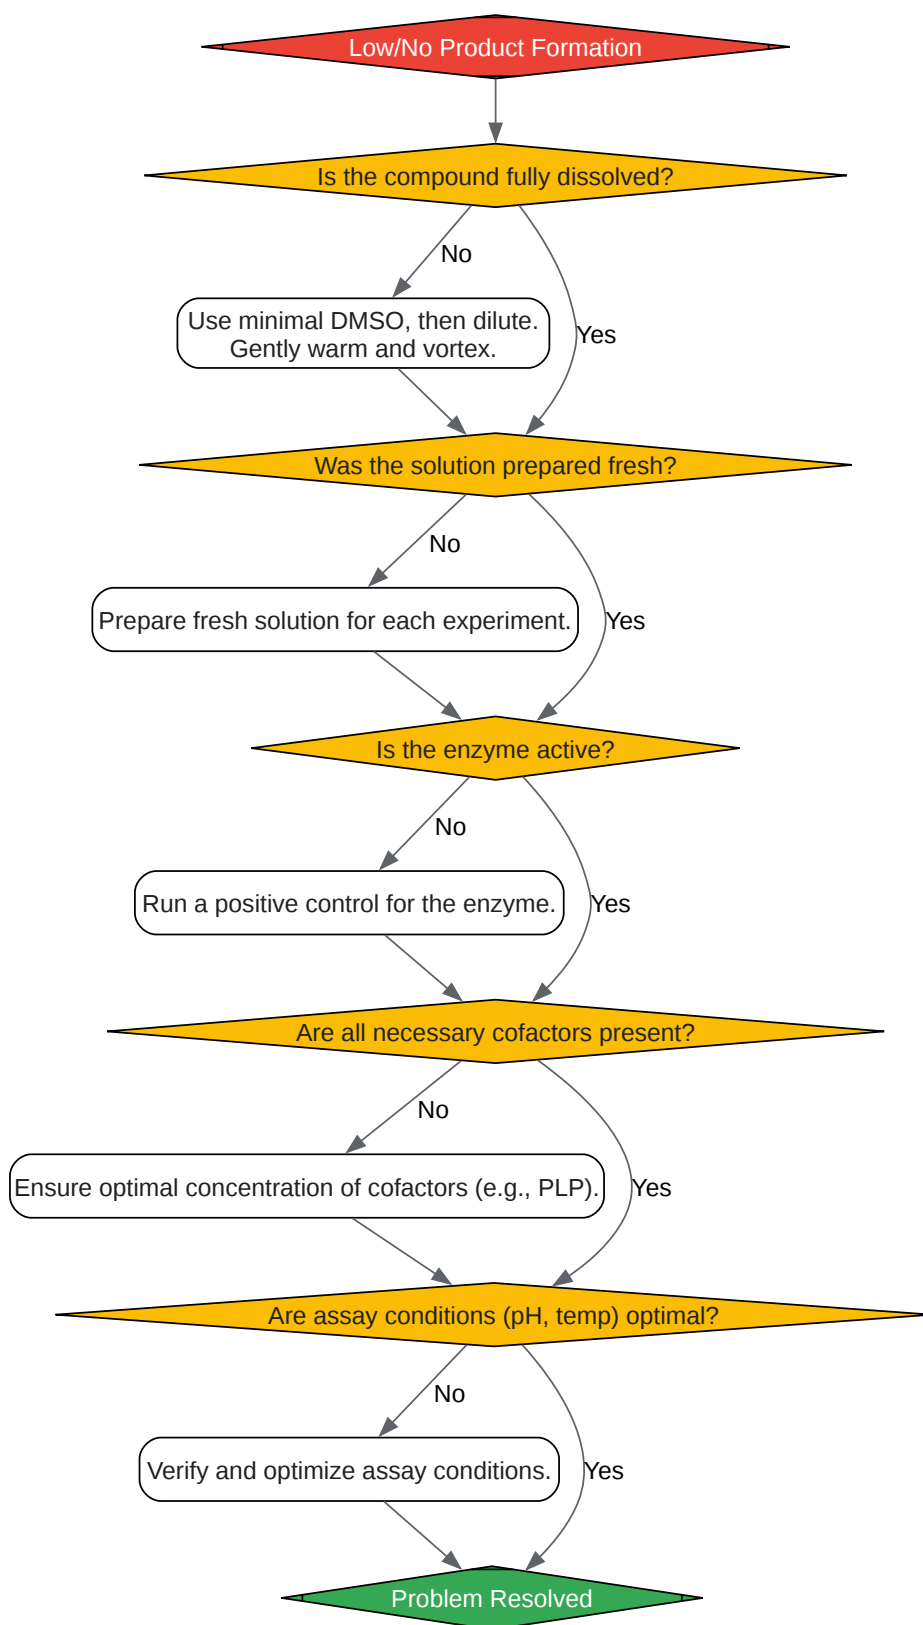 Low/No Product Formation
Is the compound fully dissolved?
No
Use minimal DMSO, then dilute.
Gently warm and vortex.
Yes
Was the solution prepared fresh?
No
Prepare fresh solution for each experiment.
Yes
Is the enzyme active?
No
Run a positive control for the enzyme.
Yes
Are all necessary cofactors present?
No
Ensure optimal concentration of cofactors (e.g., PLP).
Yes
Are assay conditions (pH, temp) optimal?
No
Verify and optimize assay conditions.
Yes
Problem Resolved